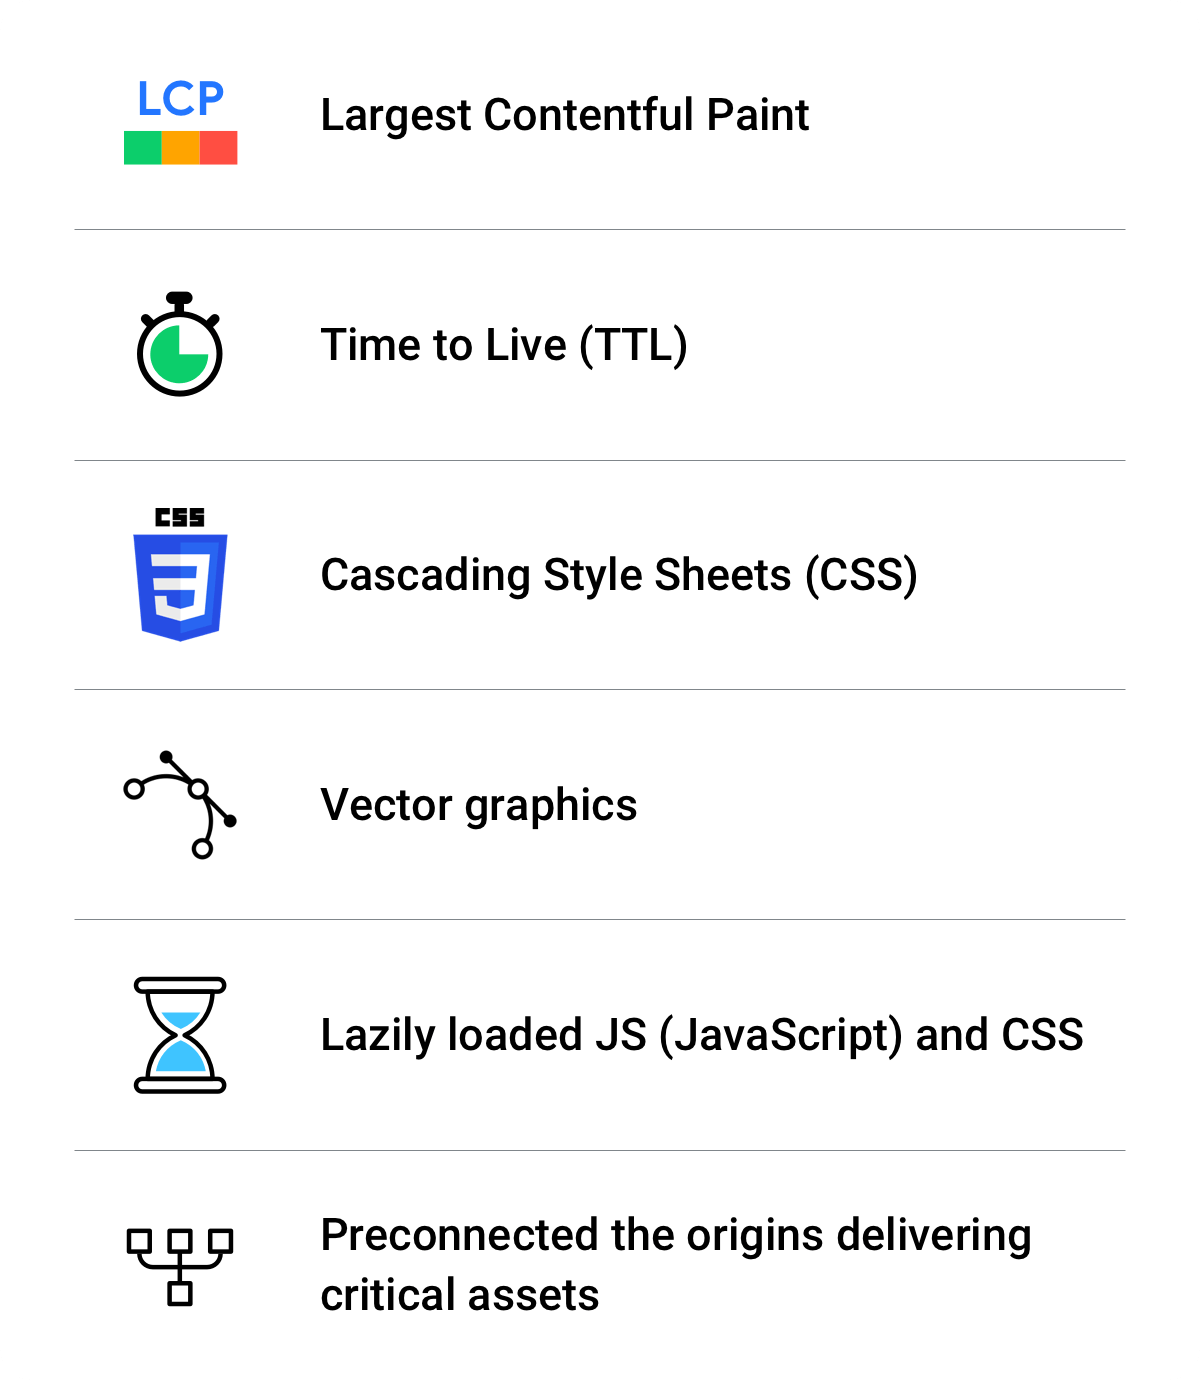 LCP
Largest Contentful Paint
Time to Live (TTL)
CSS
Cascading Style Sheets (CSS)
Vector graphics
Lazily loaded JS (JavaScript) and CSS
Preconnected the origins delivering
critical assets